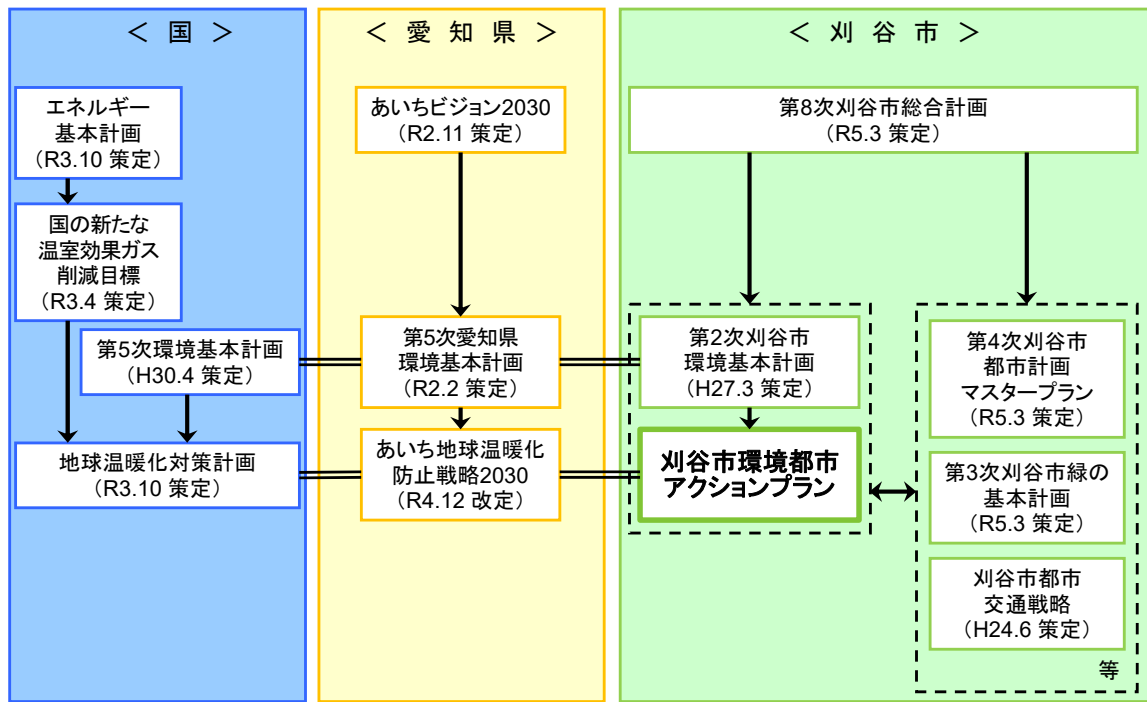 ＜ 国 ＞
エネルギー
基本計画
（R3.10 策定）
国の新たな
温室効果ガス
削減目標
（R3.4 策定）
第5次環境基本計画
（H30.4 策定）
地球温暖化対策計画
（R3.10 策定）
＜ 愛 知 県 ＞
あいちビジョン2030
（R2.11 策定）
第5次愛知県
環境基本計画
（R2.2 策定）
あいち地球温暖化
防止戦略2030
（R4.12 改定）
＜ 刈 谷 市 ＞
第8次刈谷市総合計画
（R5.3 策定）
第2次刈谷市
環境基本計画
（H27.3 策定）
刈谷市環境都市
アクションプラン
第4次刈谷市
都市計画
マスタープラン
（R5.3 策定）
第3次刈谷市緑の
基本計画
（R5.3 策定）
刈谷市都市
交通戦略
（H24.6 策定）
等